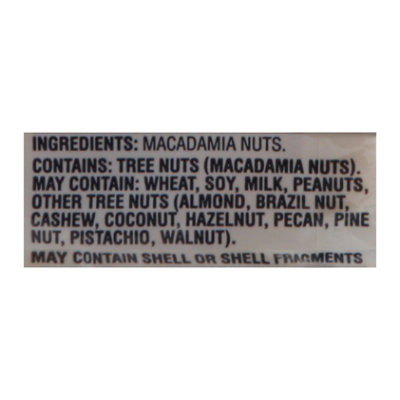 INGREDIENTS: MACADAMIA NUTS.
CONTAINS: TREE NUTS (MACADAMIA NUTS).
MAY CONTAIN: WHEAT, SOY, MILK, PEANUTS,
OTHER TREE NUTS (ALMOND, BRAZIL NUT,
CASHEW, COCONUT, HAZELNUT, PECAN, PINE
NUT, PISTACHIO, WALNUT).
MAY CONTAIN SHELL OR SHELL FRAGMENTS